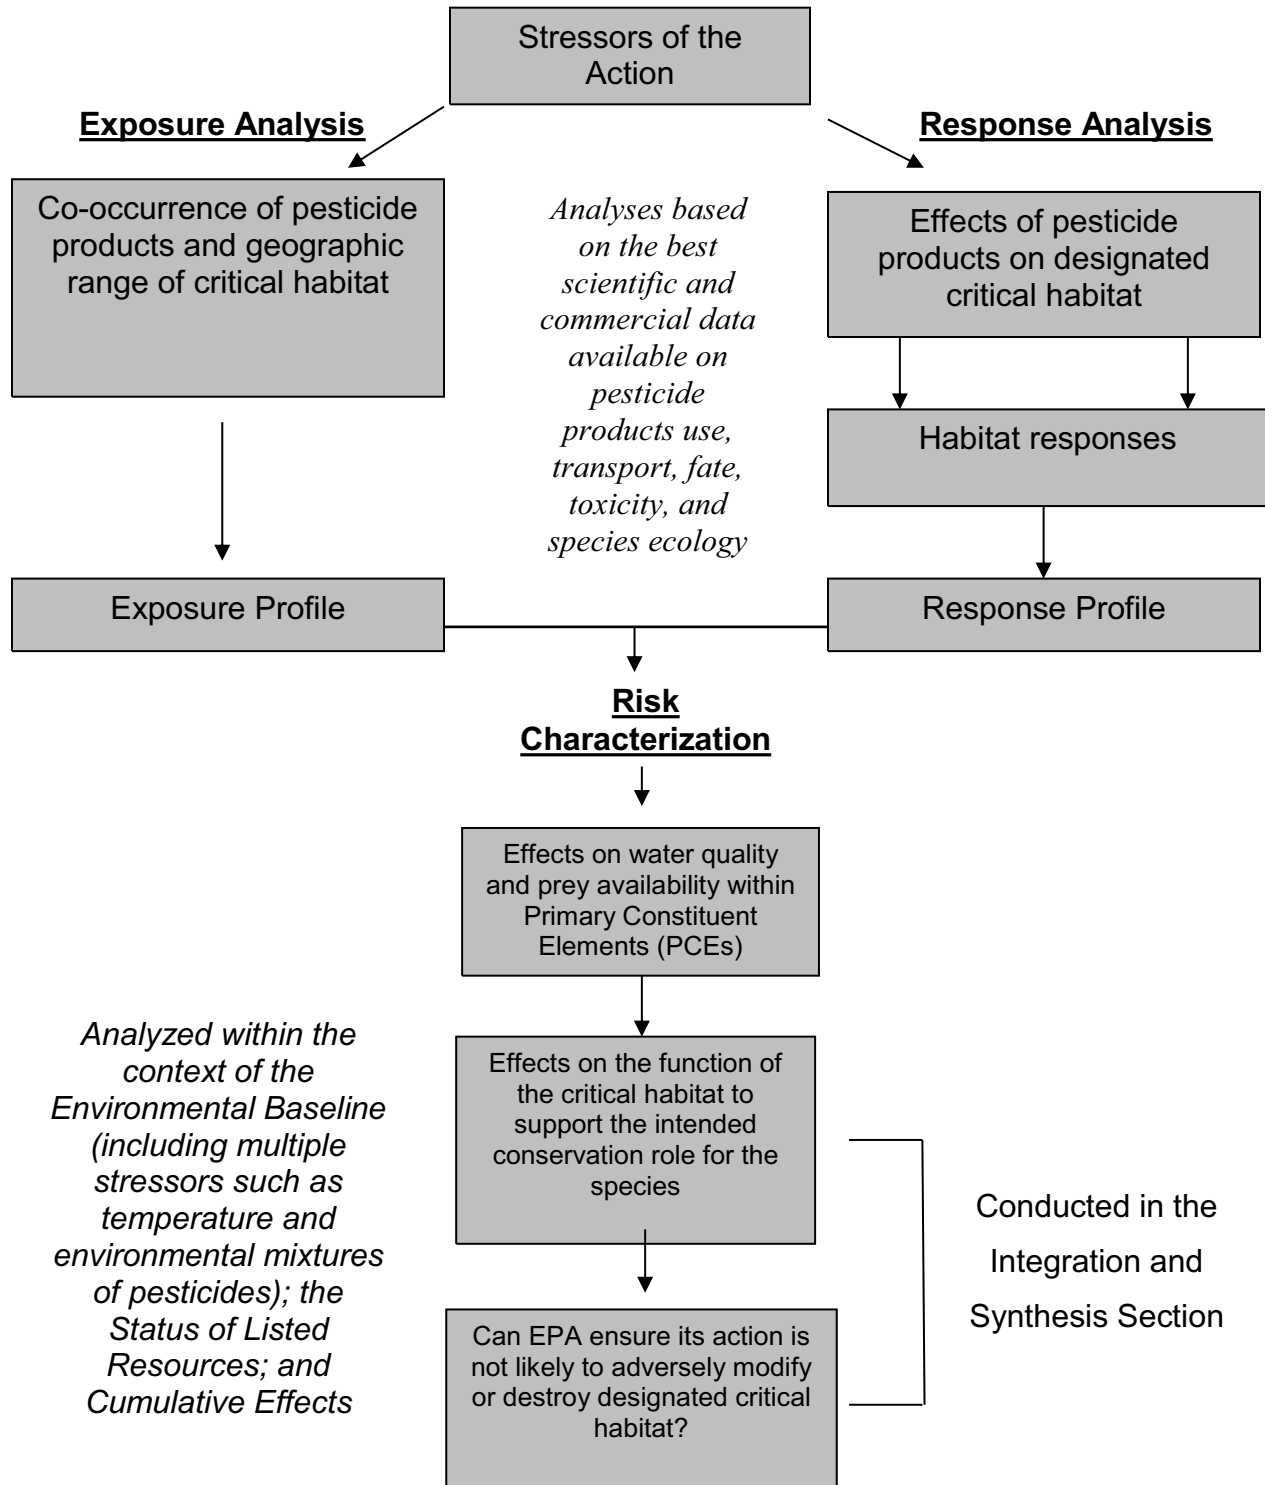 Stressors of the
Action
Exposure Analysis
Response Analysis
Co-occurrence of pesticide
products and geographic
range of critical habitat
Analyses based
on the best
scientific and
commercial data
available on
pesticide
products use,
transport, fate,
toxicity, and
species ecology
Effects of pesticide
products on designated
critical habitat
Habitat responses
Exposure Profile
Response Profile
Risk
Characterization
Effects on water quality
and prey availability within
Primary Constituent
Elements (PCEs)
Analyzed within the
context of the
Environmental Baseline
(including multiple
stressors such as
temperature and
environmental mixtures
of pesticides); the
Status of Listed
Resources; and
Cumulative Effects
Effects on the function of
the critical habitat to
support the intended
conservation role for the
species
Conducted in the
Integration and
Synthesis Section
Can EPA ensure its action is
not likely to adversely modify
or destroy designated critical
habitat?